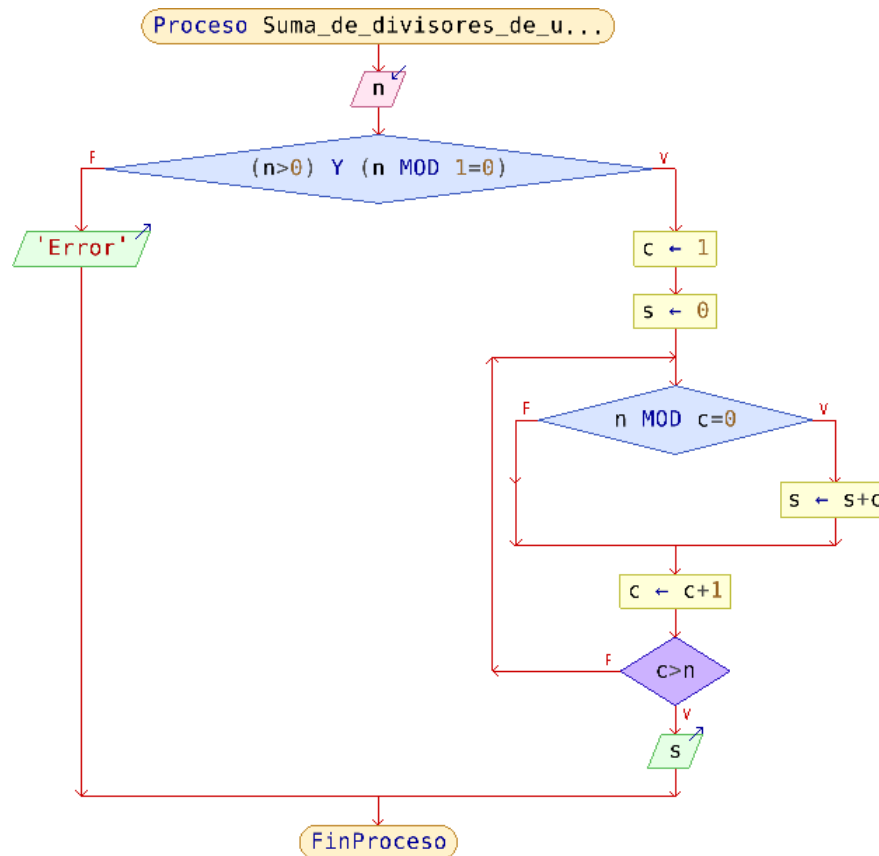 Proceso Suma_de_divisores_de_u...
n
F
(n>0) Y (n MOD 1=0)
V
'Error'
c ← 1
s ← 0
F
n MOD c=0
V
s ← s+c
c ← c+1
F
c>n
V
s
FinProceso